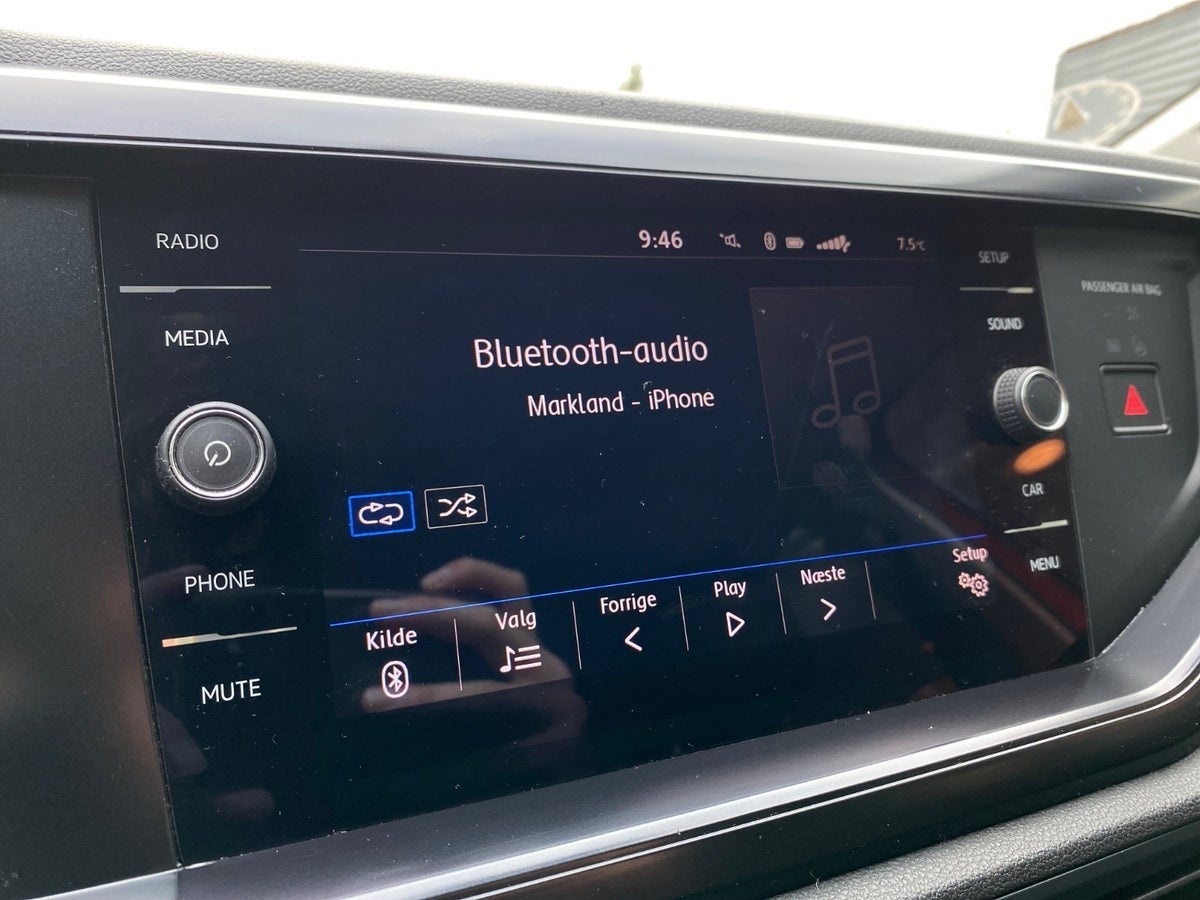 9:46 7.5°C
RADIO
MEDIA
PHONE
MUTE
Bluetooth-audio
Markland - iPhone
Kilde
Valg
Forrige
Play
Næste
Setup
SETUP
SOUND
CAR
MENU
PASSENGER AIR BAG